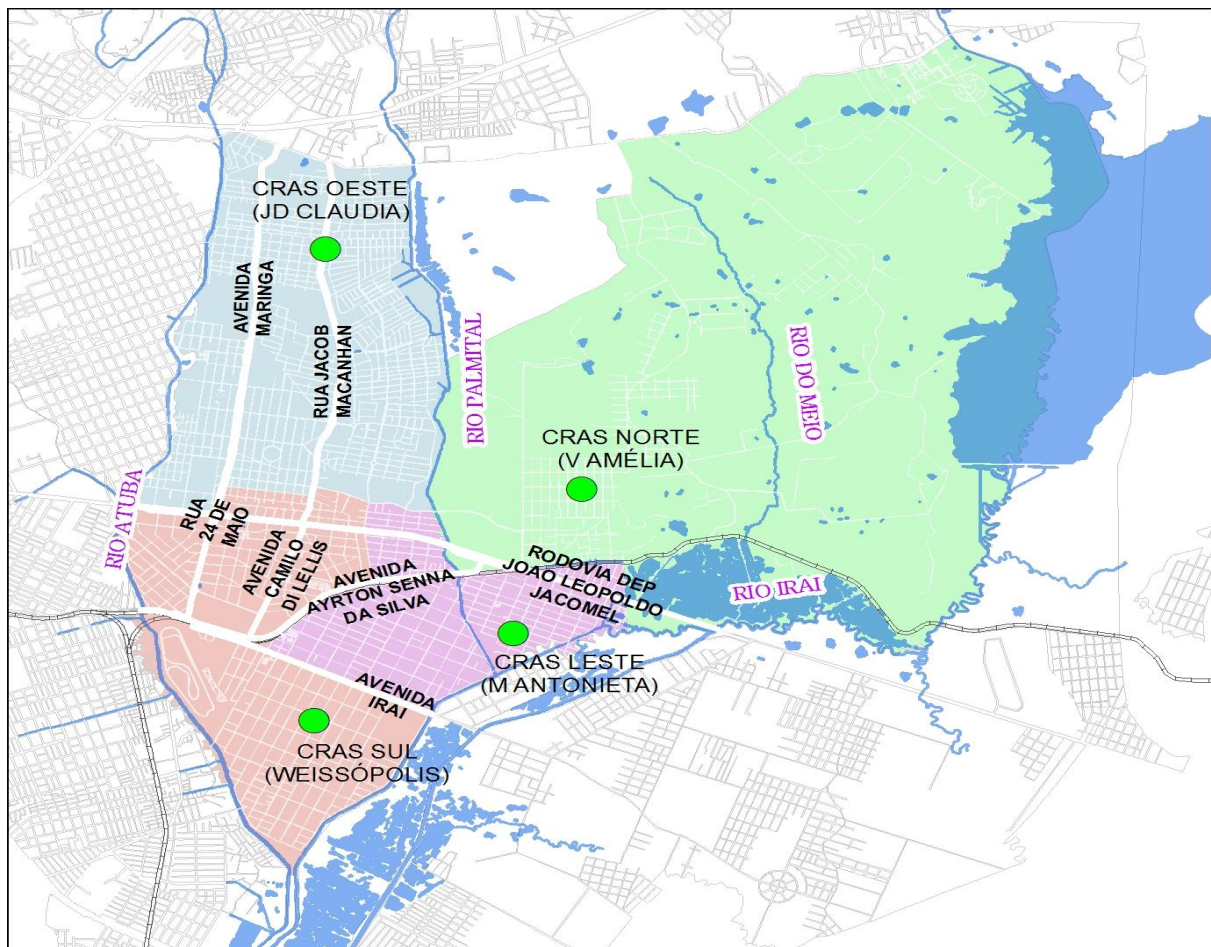 CRAS OESTE
(JD CLAUDIA)
AVENIDA
MARINGA
RUA JACOB
MACANHAN
RIO PALMITAL
RIO DO MEIO
CRAS NORTE
(V AMÉLIA)
RIO ATUBA
RUA
24 DE
MAIO
AVENIDA
CAMILO
DI LELLIS
AVENIDA
AYRTON SENNA
DA SILVA
RODOVIA DEP
JOAO LEOPOLDO
JACOMEL
RIO IRAI
CRAS LESTE
(M ANTONIETA)
AVENIDA
IRAI
CRAS SUL
(WEISSÓPOLIS)